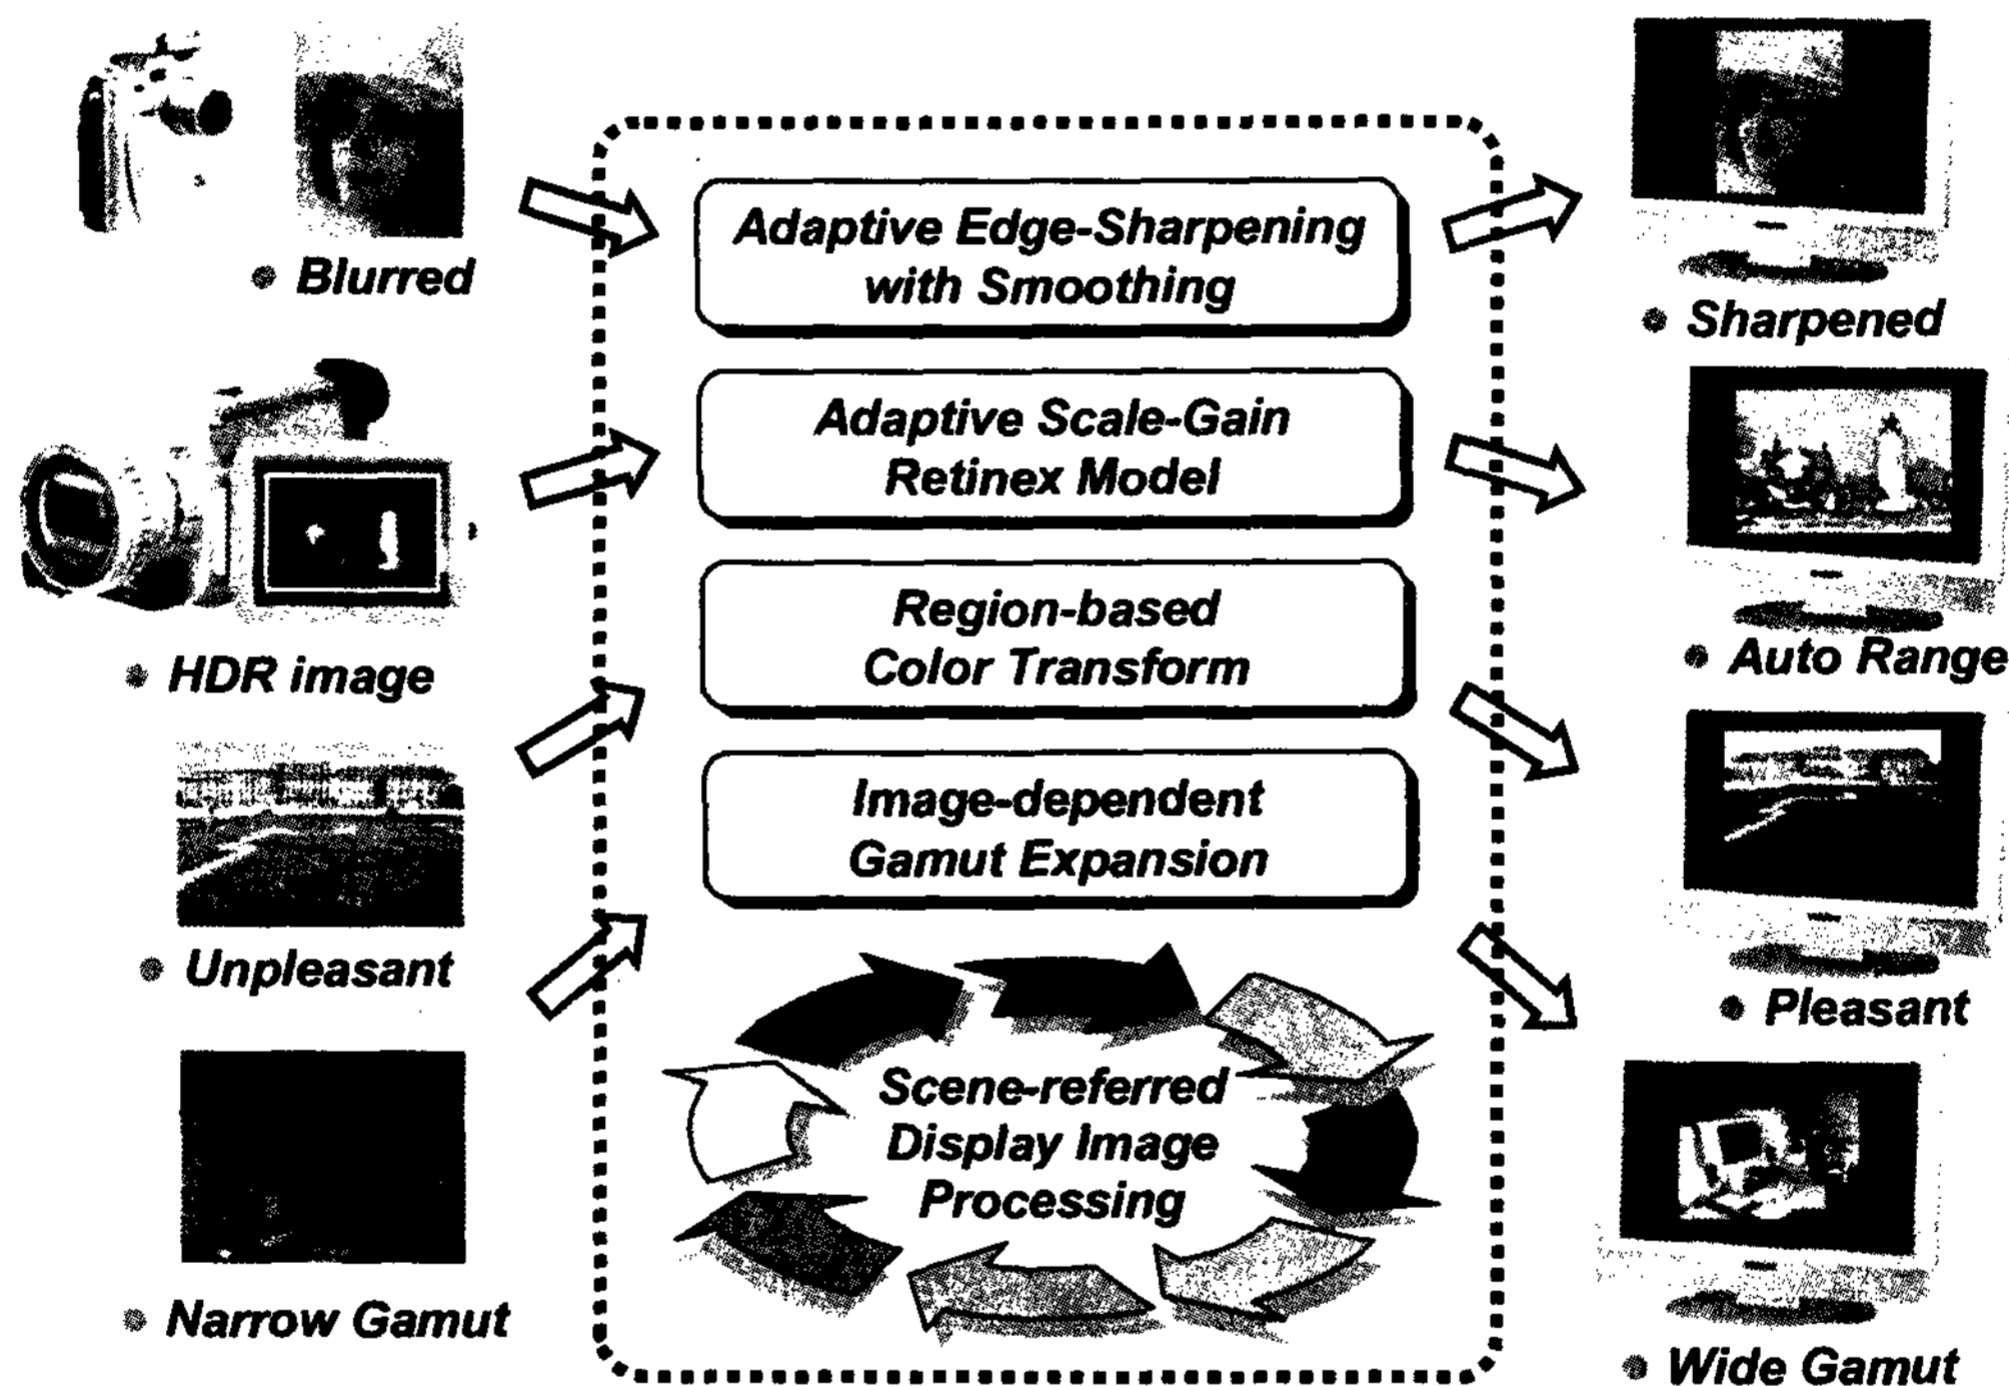 • Blurred
• HDR image
• Unpleasant
• Narrow Gamut
Adaptive Edge-Sharpening
with Smoothing
Adaptive Scale-Gain
Retinex Model
Region-based
Color Transform
Image-dependent
Gamut Expansion
Scene-referred
Display Image
Processing
• Sharpened
• Auto Range
• Pleasant
• Wide Gamut